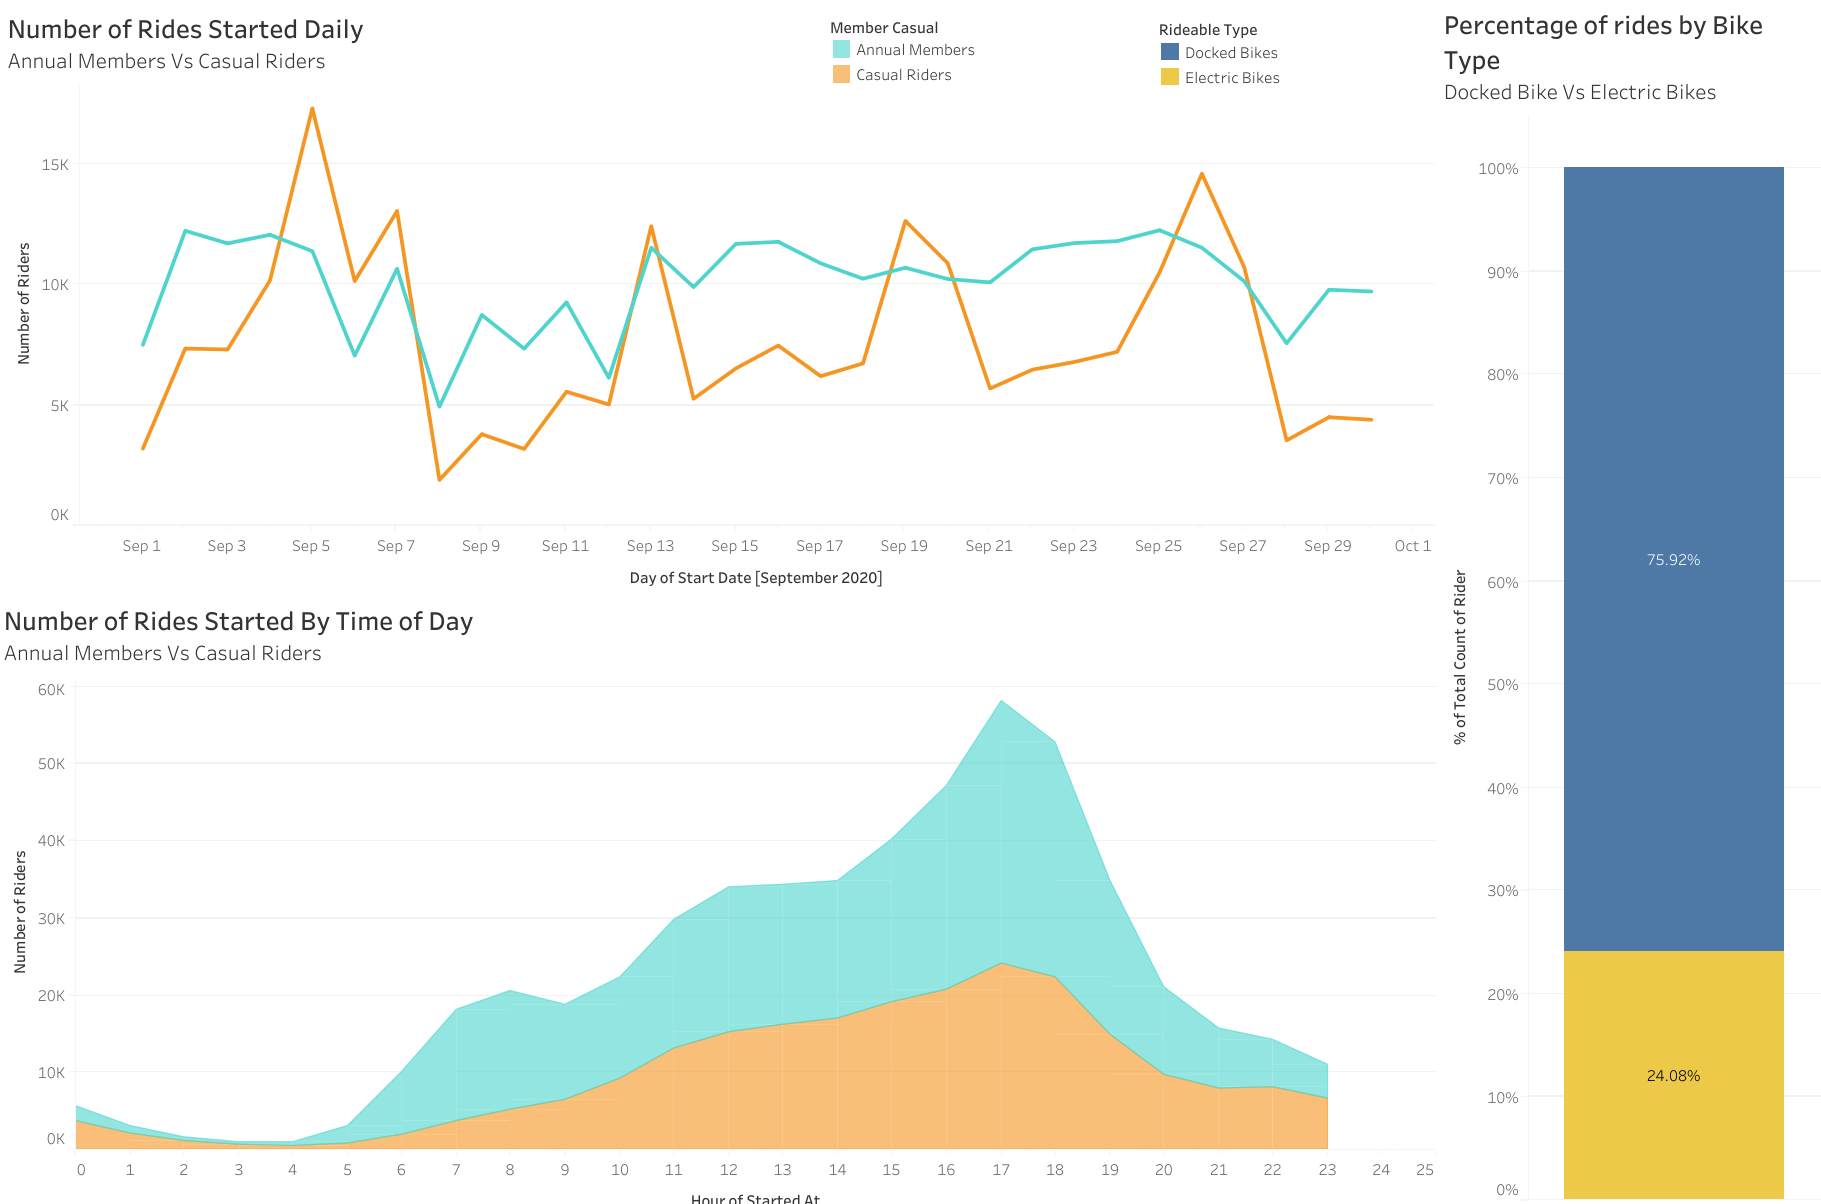 Number of Rides Started Daily
Annual Members Vs Casual Riders
Member Casual
Annual Members
Casual Riders
Rideable Type
Docked Bikes
Electric Bikes
15K
10K
5K
0K
Number of Riders
Sep 1 Sep 3 Sep 5 Sep 7 Sep 9 Sep 11 Sep 13 Sep 15 Sep 17 Sep 19 Sep 21 Sep 23 Sep 25 Sep 27 Sep 29 Oct 1
Day of Start Date [September 2020]
Number of Rides Started By Time of Day
Annual Members Vs Casual Riders
60K
50K
40K
30K
20K
10K
0K
Number of Riders
0 1 2 3 4 5 6 7 8 9 10 11 12 13 14 15 16 17 18 19 20 21 22 23 24 25
Hour of Started At
Percentage of rides by Bike
Type
Docked Bike Vs Electric Bikes
100%
90%
80%
70%
60%
50%
40%
30%
20%
10%
0%
% of Total Count of Rider
75.92%
24.08%